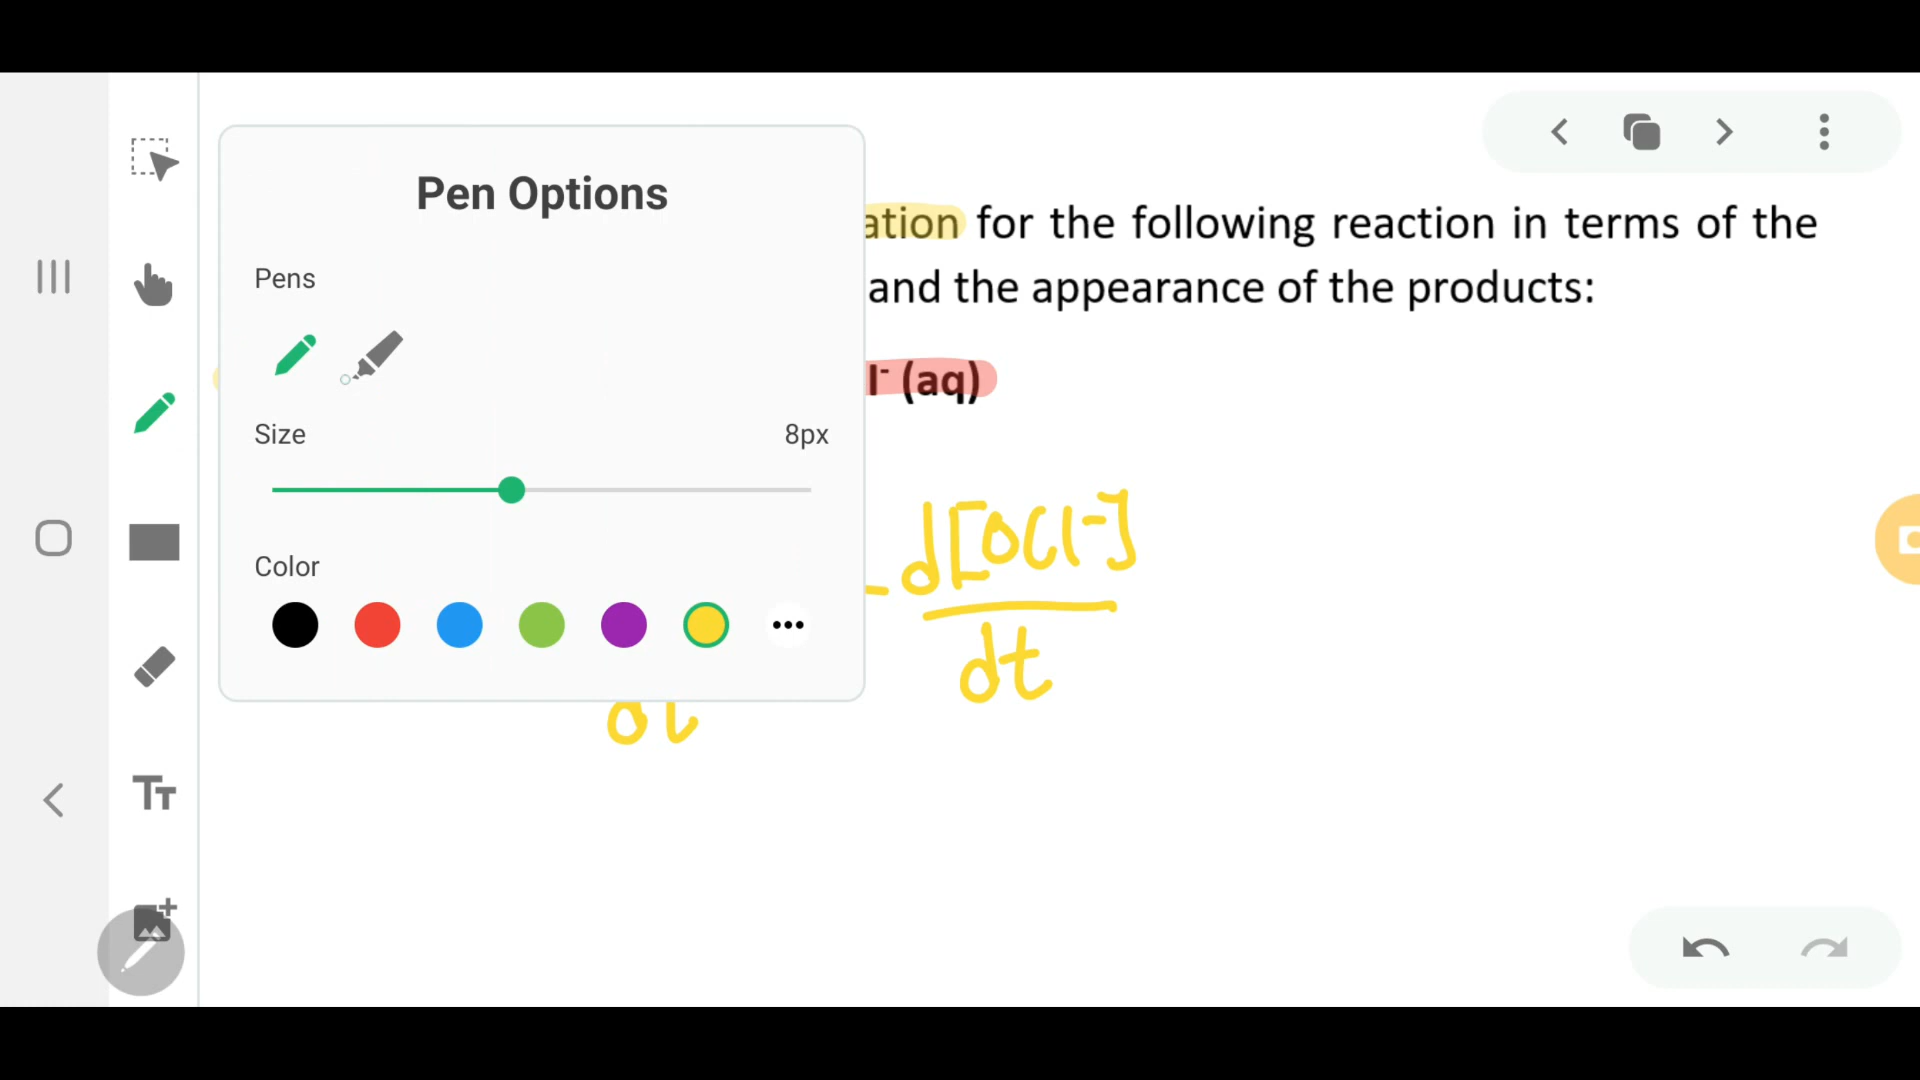 Pen Options
ation for the following reaction in terms of the
Pens
and the appearance of the products:
l⁻ (aq)
Size 8px
- d[OCl⁻]
Color
dt
Tt